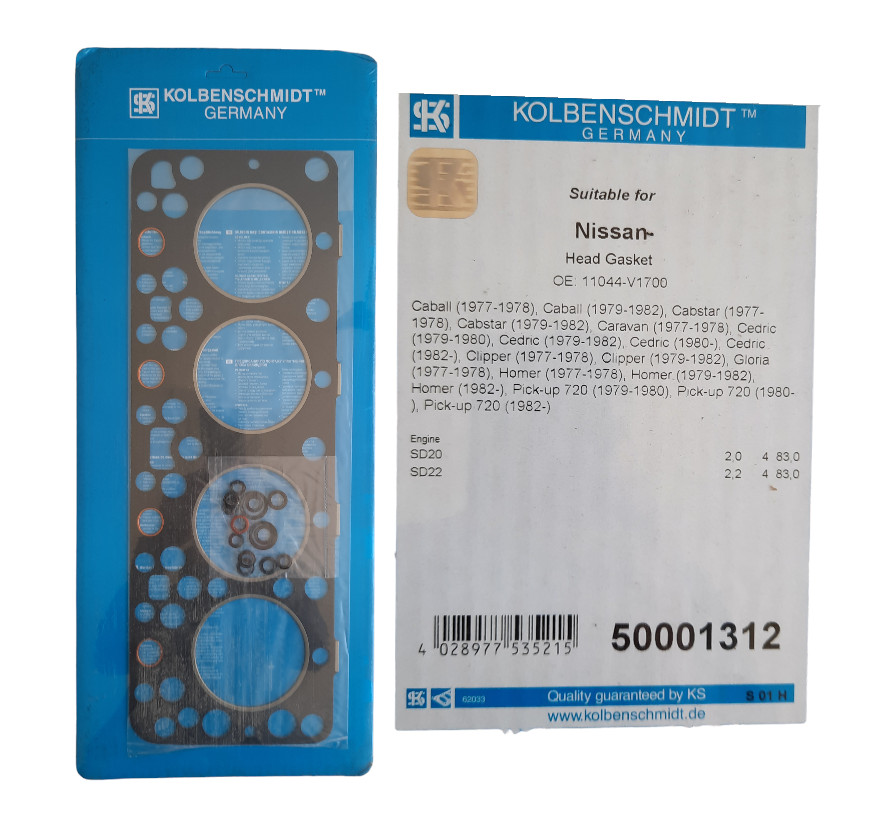 KS KOLBENSCHMIDT™
GERMANY
KS KOLBENSCHMIDT™
GERMANY
Suitable for
Nissan-
Head Gasket
OE: 11044-V1700
Caball (1977-1978), Caball (1979-1982), Cabstar (1977-
1978), Cabstar (1979-1982), Caravan (1977-1978), Cedric
(1979-1980), Cedric (1979-1982), Cedric (1980-), Cedric
(1982-), Clipper (1977-1978), Clipper (1979-1982), Gloria
(1977-1978), Homer (1977-1978), Homer (1979-1982),
Homer (1982-), Pick-up 720 (1979-1980), Pick-up 720 (1980-
), Pick-up 720 (1982-)
Engine
SD20 2,0 4 83,0
SD22 2,2 4 83,0
4 028977 535215
50001312
KS 62033 Quality guaranteed by KS S 01 H
www.kolbenschmidt.de